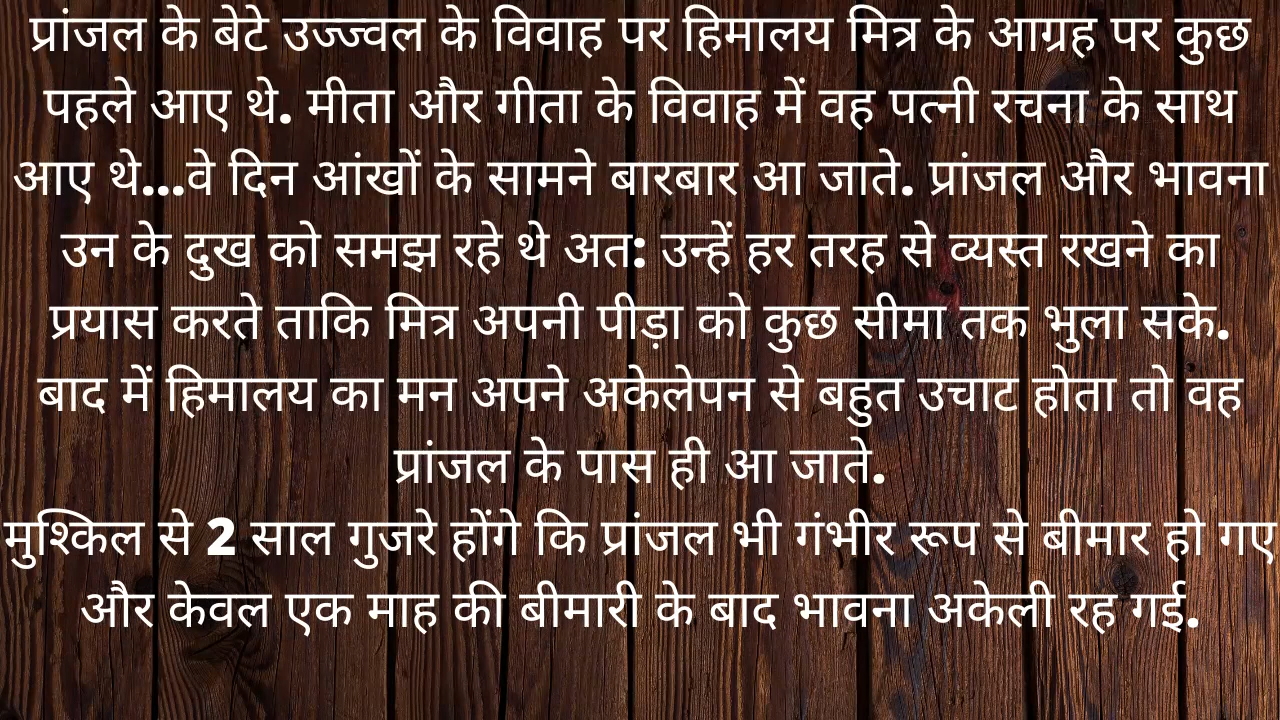 प्रांजल के बेटे उज्ज्वल के विवाह पर हिमालय मित्र के आग्रह पर कुछ
पहले आए थे. मीता और गीता के विवाह में वह पत्नी रचना के साथ
आए थे...वे दिन आंखों के सामने बारबार आ जाते. प्रांजल और भावना
उन के दुख को समझ रहे थे अत: उन्हें हर तरह से व्यस्त रखने का
प्रयास करते ताकि मित्र अपनी पीड़ा को कुछ सीमा तक भुला सके.
बाद में हिमालय का मन अपने अकेलेपन से बहुत उचाट होता तो वह
प्रांजल के पास ही आ जाते.
मुश्किल से 2 साल गुजरे होंगे कि प्रांजल भी गंभीर रूप से बीमार हो गए
और केवल एक माह की बीमारी के बाद भावना अकेली रह गई.